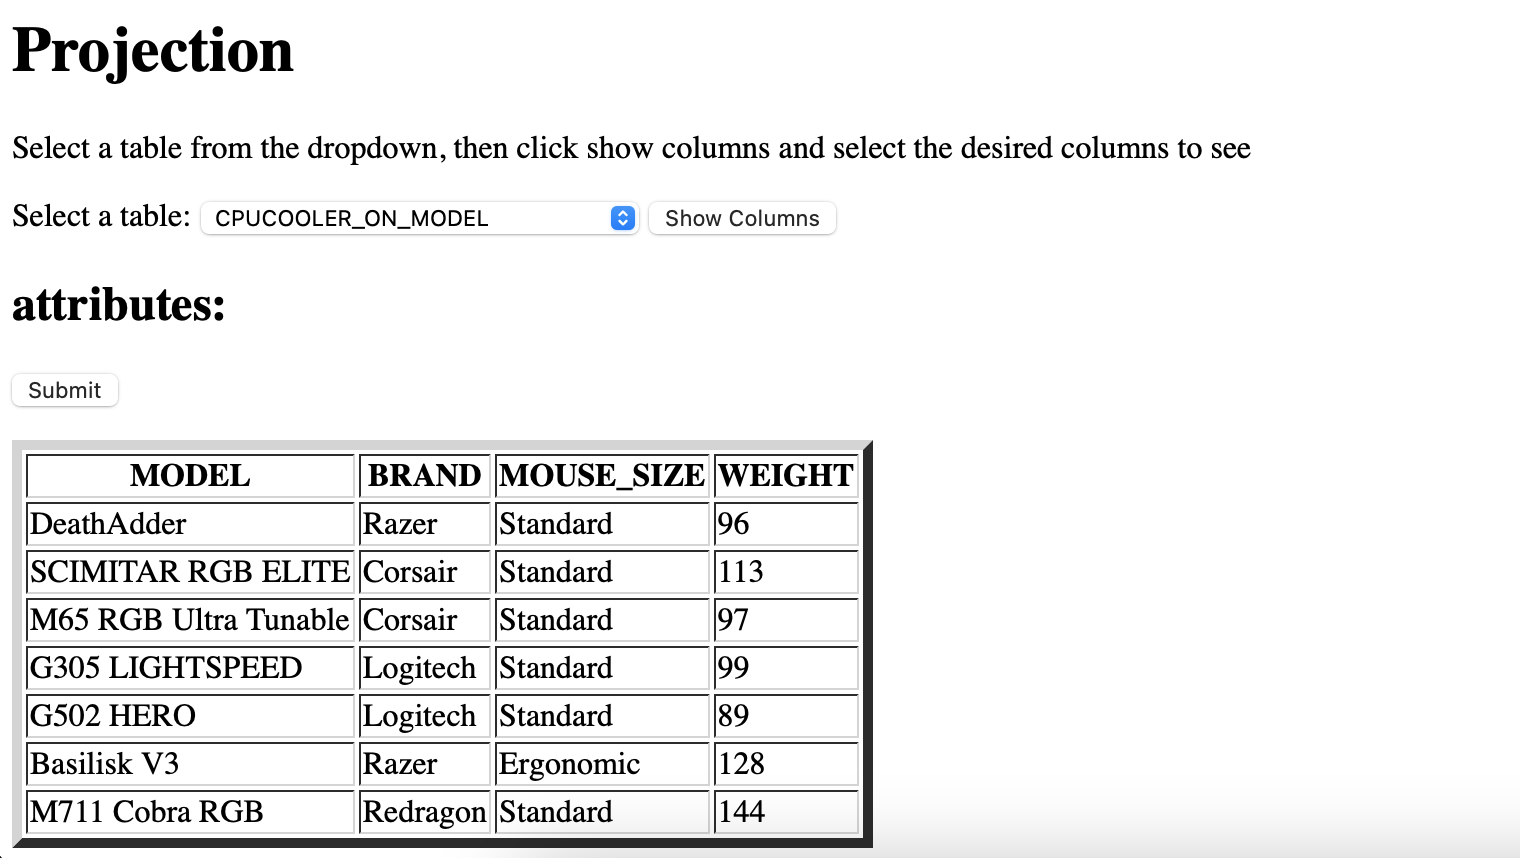 Projection
Select a table from the dropdown, then click show columns and select the desired columns to see
Select a table: CPUCOOLER_ON_MODEL Show Columns
attributes:
Submit
MODEL BRAND MOUSE_SIZE WEIGHT
DeathAdder Razer Standard 96
SCIMITAR RGB ELITE Corsair Standard 113
M65 RGB Ultra Tunable Corsair Standard 97
G305 LIGHTSPEED Logitech Standard 99
G502 HERO Logitech Standard 89
Basilisk V3 Razer Ergonomic 128
M711 Cobra RGB Redragon Standard 144